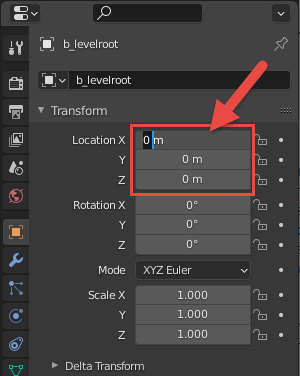 b_levelroot
b_levelroot
Transform
Location X 0 m
Y 0 m
Z 0 m
Rotation X 0°
Y 0°
Z 0°
Mode XYZ Euler
Scale X 1.000
Y 1.000
Z 1.000
Delta Transform